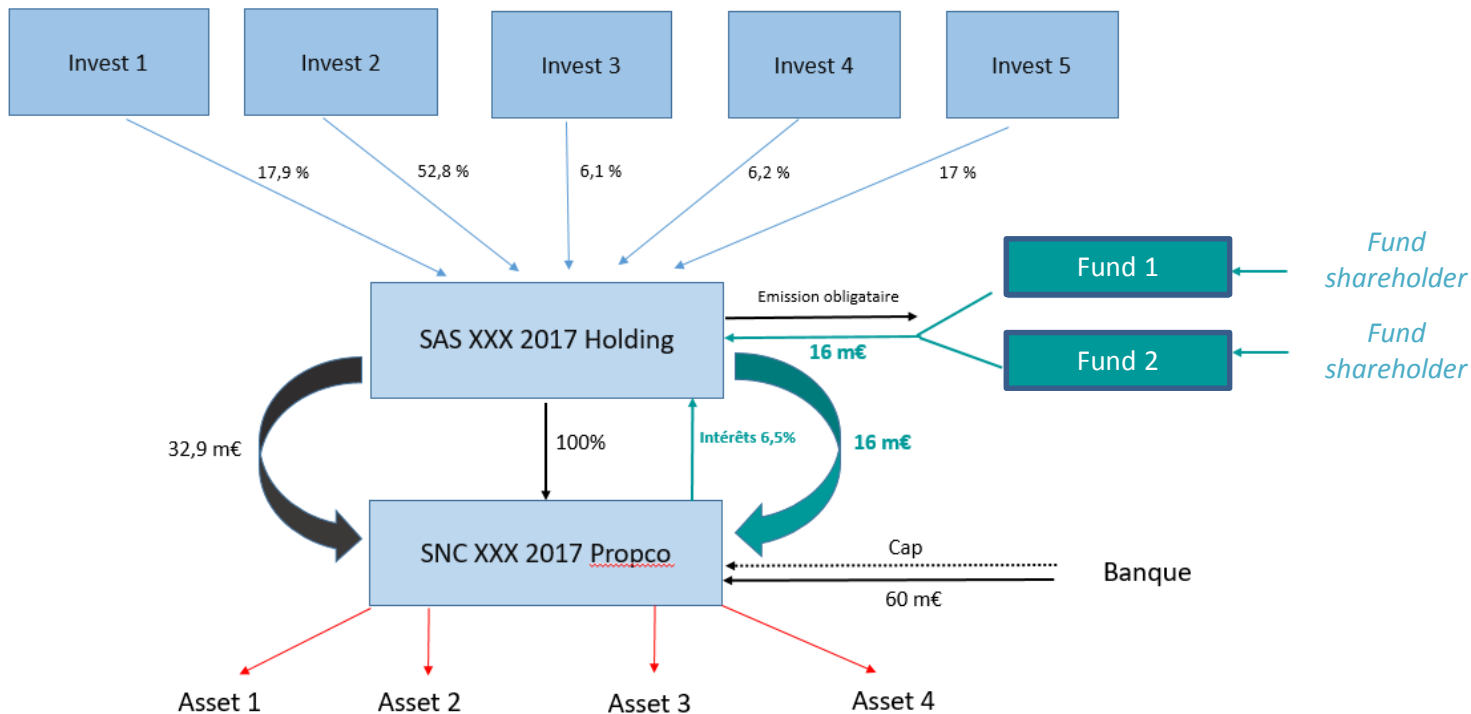 Invest 1
Invest 2
Invest 3
Invest 4
Invest 5
17,9 %
52,8 %
6,1 %
6,2 %
17 %
Emission obligataire
Fund 1
Fund
shareholder
SAS XXX 2017 Holding
16 m€
Fund 2
Fund
shareholder
32,9 m€
100%
Intérêts 6,5%
16 m€
SNC XXX 2017 Propco
Cap
Banque
60 m€
Asset 1
Asset 2
Asset 3
Asset 4